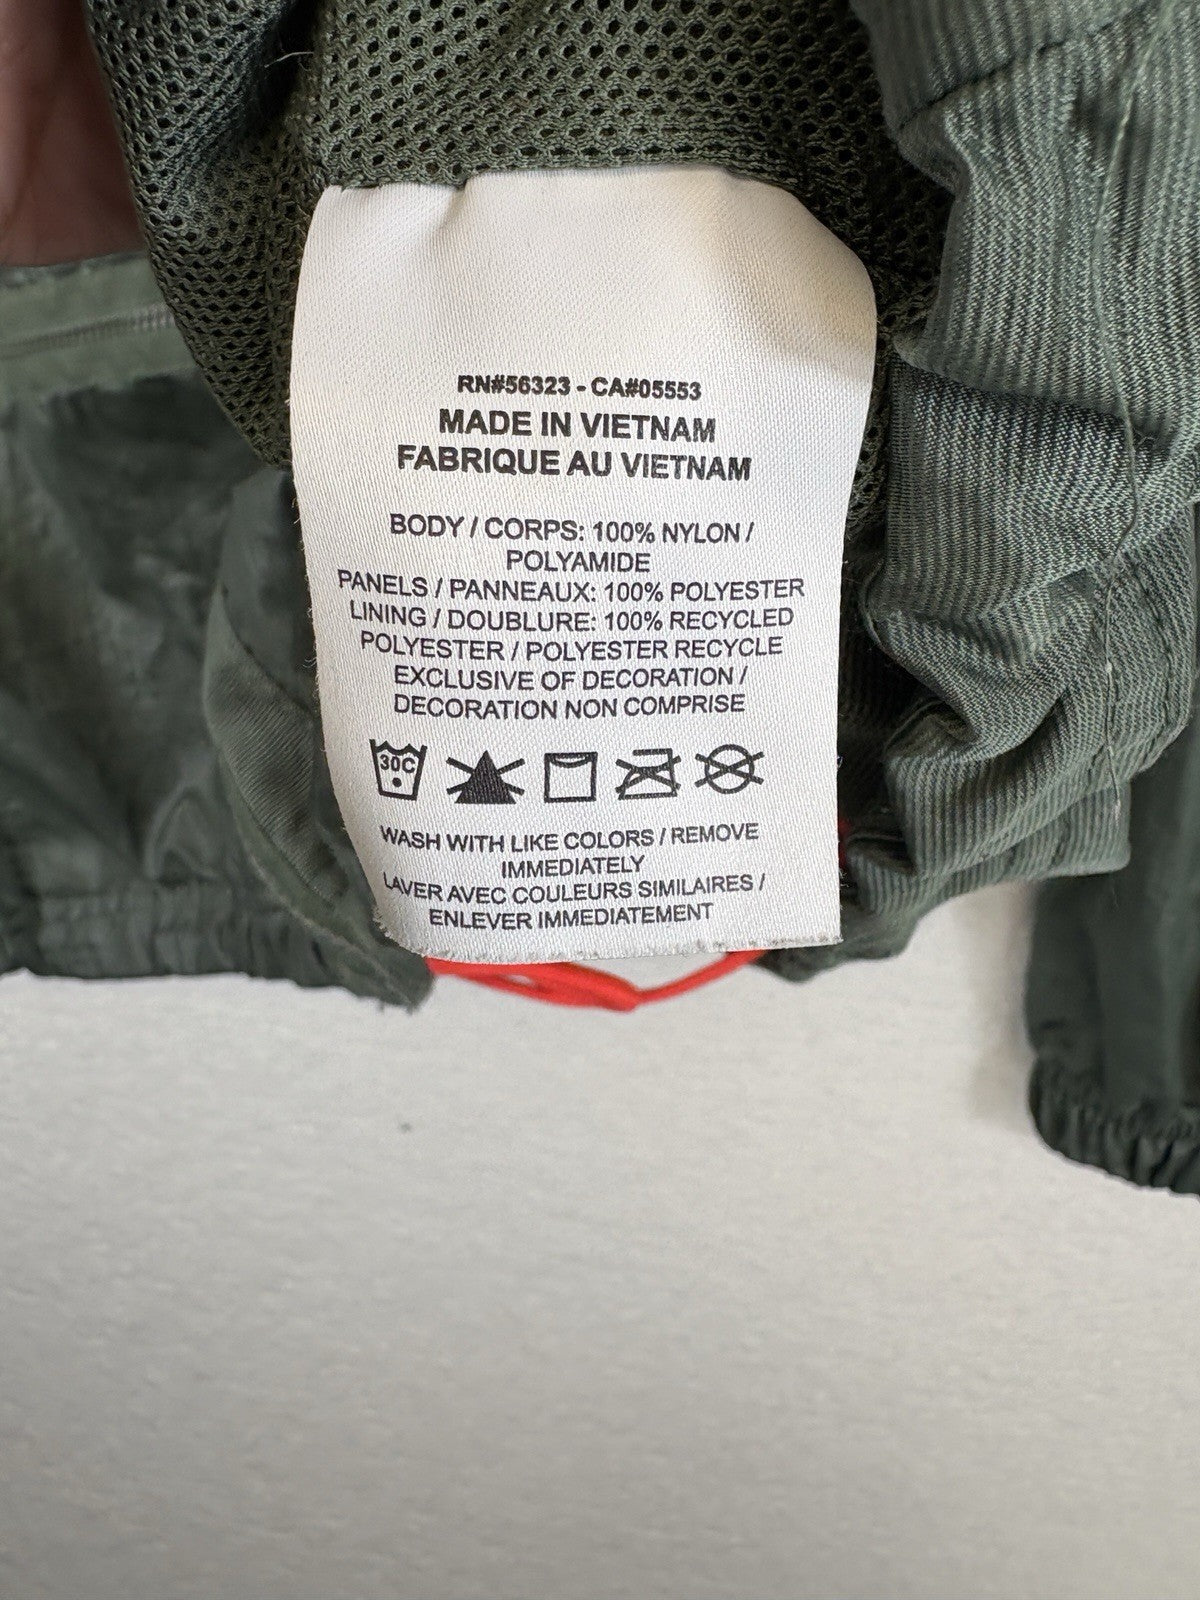 RN#56323 - CA#05553
MADE IN VIETNAM
FABRIQUE AU VIETNAM
BODY / CORPS: 100% NYLON /
POLYAMIDE
PANELS / PANNEAUX: 100% POLYESTER
LINING / DOUBLURE: 100% RECYCLED
POLYESTER / POLYESTER RECYCLE
EXCLUSIVE OF DECORATION /
DECORATION NON COMPRISE
30C
WASH WITH LIKE COLORS / REMOVE
IMMEDIATELY
LAVER AVEC COULEURS SIMILAIRES /
ENLEVER IMMEDIATEMENT